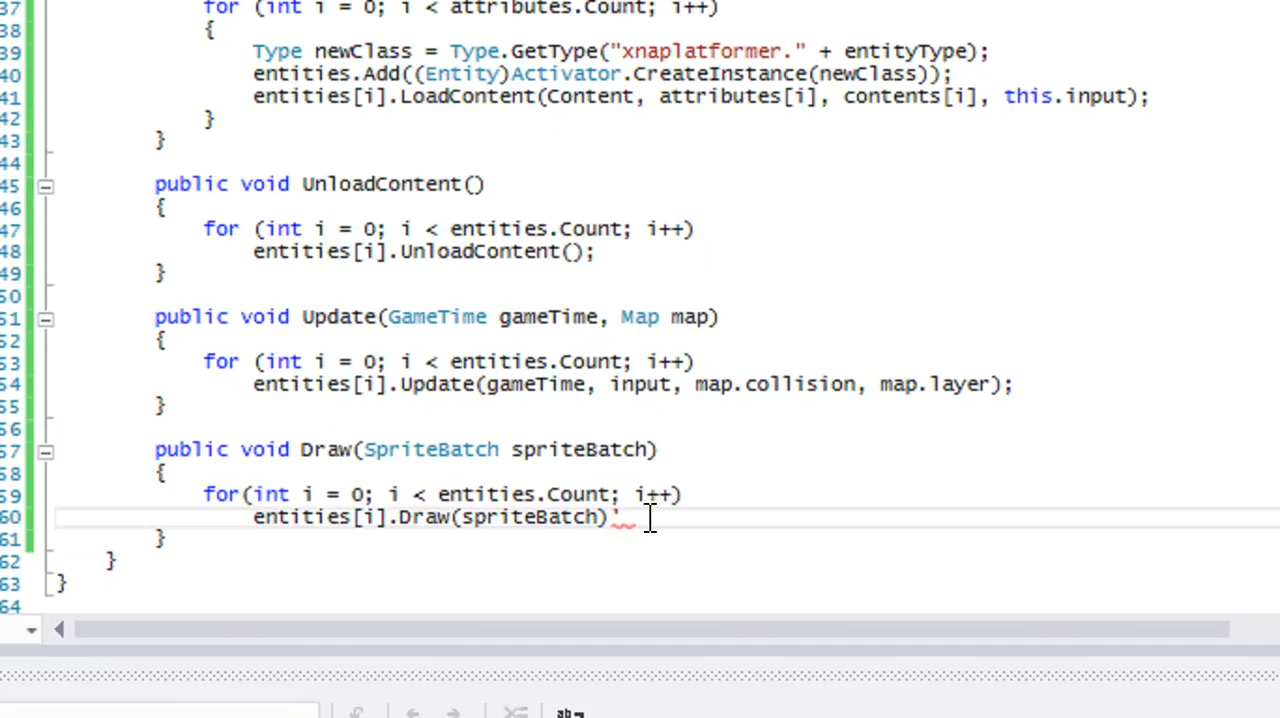 37 for (int i = 0; i < attributes.Count; i++)
38 {
39 Type newClass = Type.GetType("xnaplatformer." + entityType);
40 entities.Add((Entity)Activator.CreateInstance(newClass));
41 entities[i].LoadContent(Content, attributes[i], contents[i], this.input);
42 }
43 }
44
45 public void UnloadContent()
46 {
47 for (int i = 0; i < entities.Count; i++)
48 entities[i].UnloadContent();
49 }
50
51 public void Update(GameTime gameTime, Map map)
52 {
53 for (int i = 0; i < entities.Count; i++)
54 entities[i].Update(gameTime, input, map.collision, map.layer);
55 }
56
57 public void Draw(SpriteBatch spriteBatch)
58 {
59 for(int i = 0; i < entities.Count; i++)
60 entities[i].Draw(spriteBatch)'
61 }
62 }
63 }
64
ab